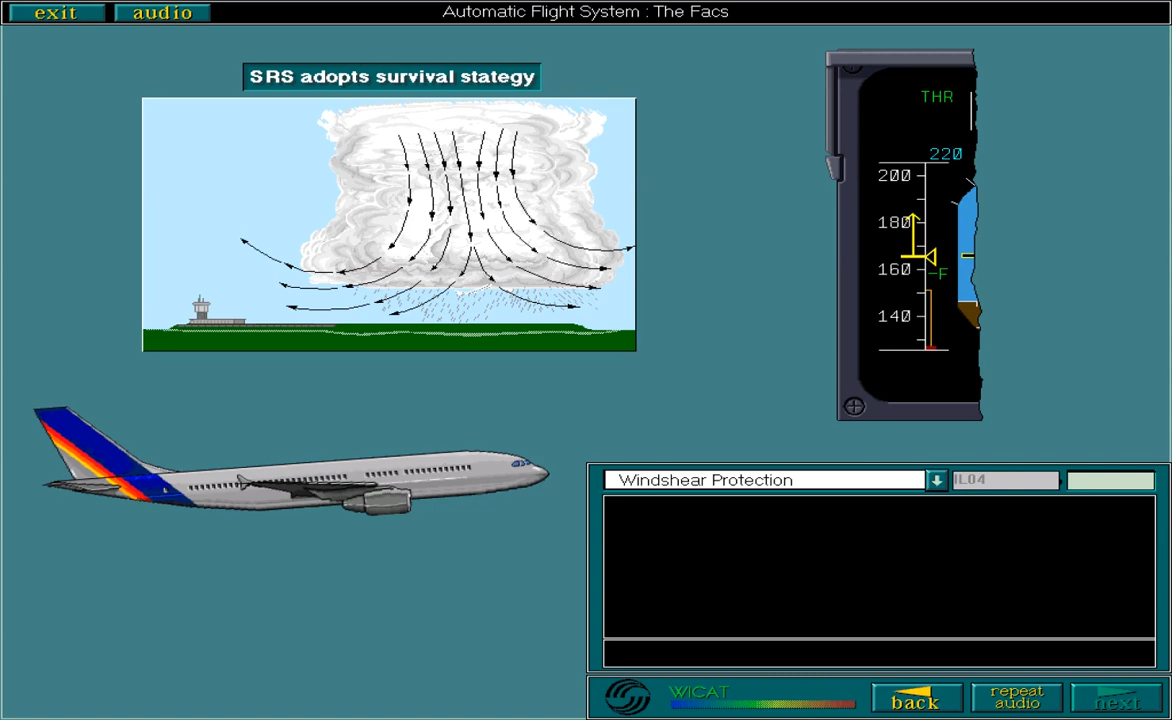 exit audio Automatic Flight System : The Facs
SRS adopts survival stategy
THR
220
200
180
160
F
140
Windshear Protection IL04
WICAT
back
repeat
audio
next